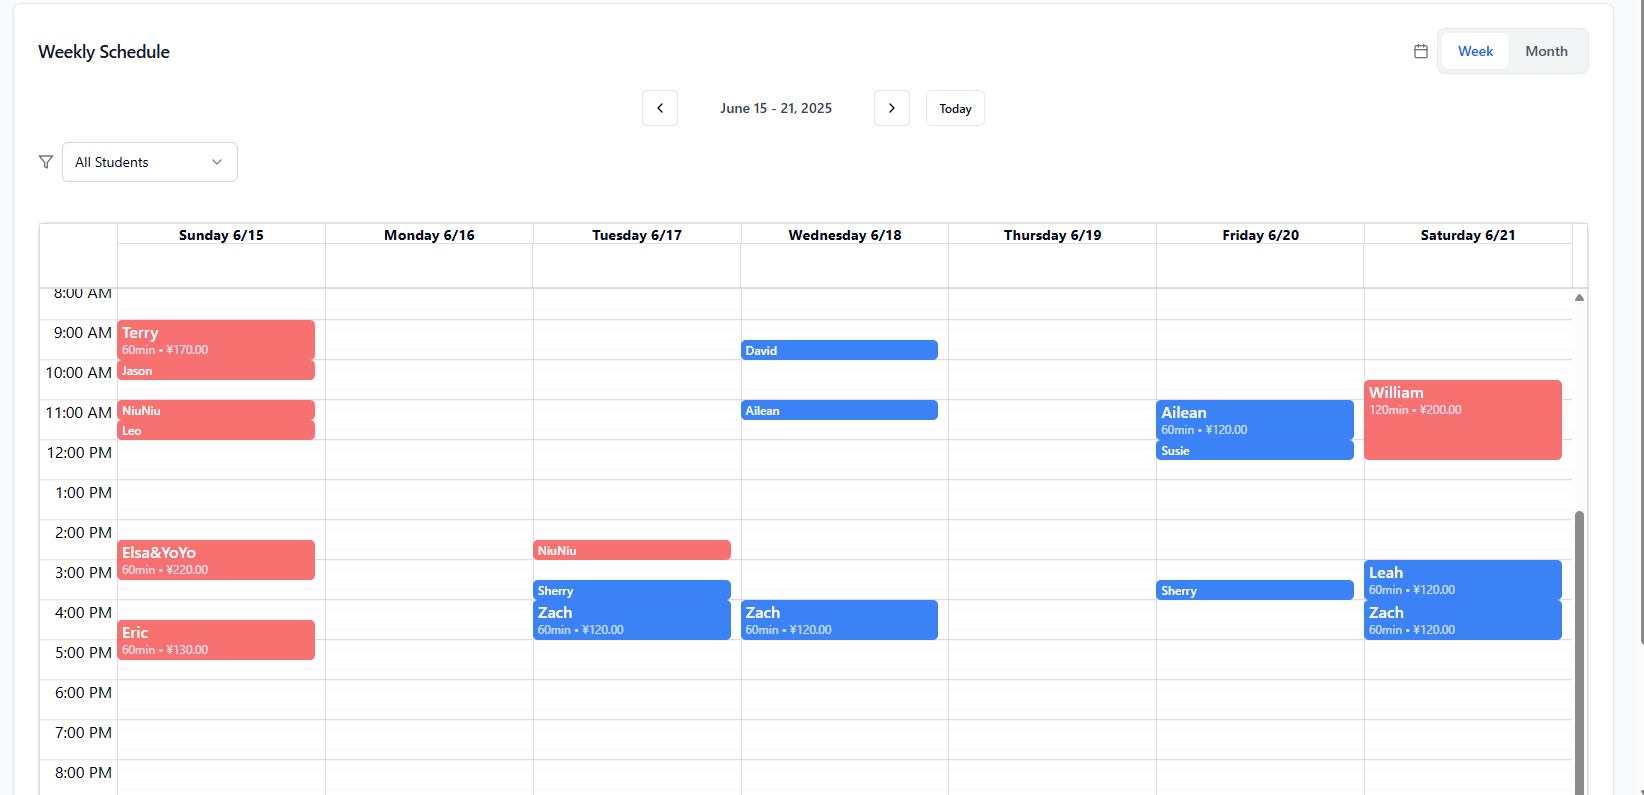 Weekly Schedule
Week
Month
June 15 - 21, 2025
Today
All Students
Sunday 6/15
Monday 6/16
Tuesday 6/17
Wednesday 6/18
Thursday 6/19
Friday 6/20
Saturday 6/21
8:00 AM
9:00 AM
Terry
60min • ¥170.00
David
10:00 AM
Jason
William
120min • ¥200.00
11:00 AM
NiuNiu
Ailean
Ailean
60min • ¥120.00
Leo
12:00 PM
Susie
1:00 PM
2:00 PM
Elsa&YoYo
60min • ¥220.00
NiuNiu
3:00 PM
Leah
60min • ¥120.00
Sherry
Sherry
4:00 PM
Zach
60min • ¥120.00
Zach
60min • ¥120.00
Zach
60min • ¥120.00
Eric
60min • ¥130.00
5:00 PM
6:00 PM
7:00 PM
8:00 PM